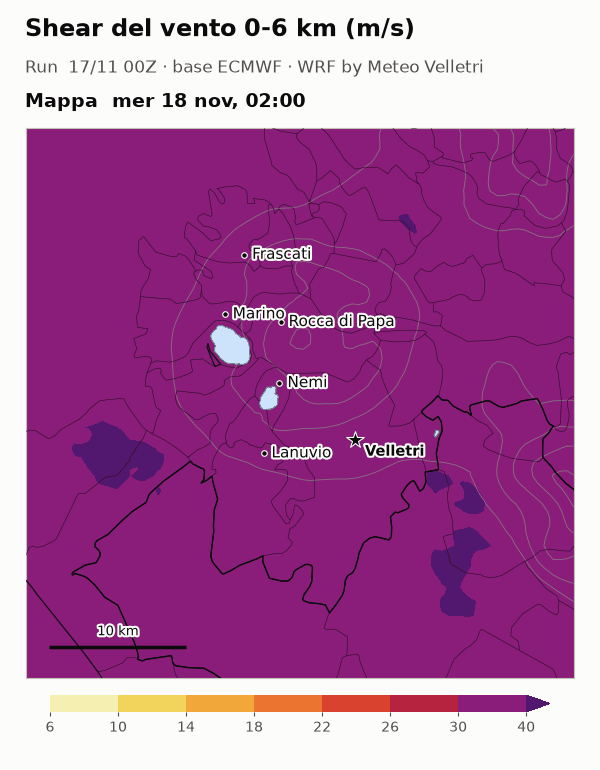 Shear del vento 0-6 km (m/s)
Run 17/11 00Z · base ECMWF · WRF by Meteo Velletri
Mappa mer 18 nov, 02:00
Frascati
Marino
Rocca di Papa
Nemi
Velletri
Lanuvio
10 km
6 10 14 18 22 26 30 40